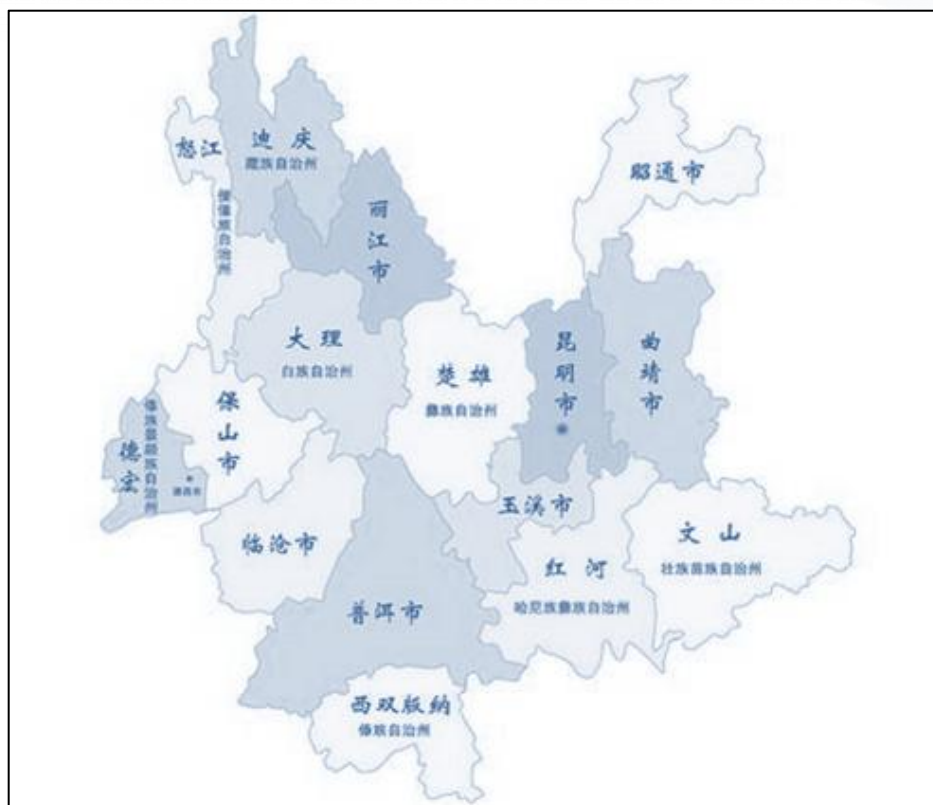 怒江
傈僳族自治州
迪庆
藏族自治州
丽江市
昭通市
大理
白族自治州
楚雄
彝族自治州
昆明市
曲靖市
保山市
德宏
傣族景颇族自治州
临沧市
玉溪市
普洱市
红河
哈尼族彝族自治州
文山
壮族苗族自治州
西双版纳
傣族自治州